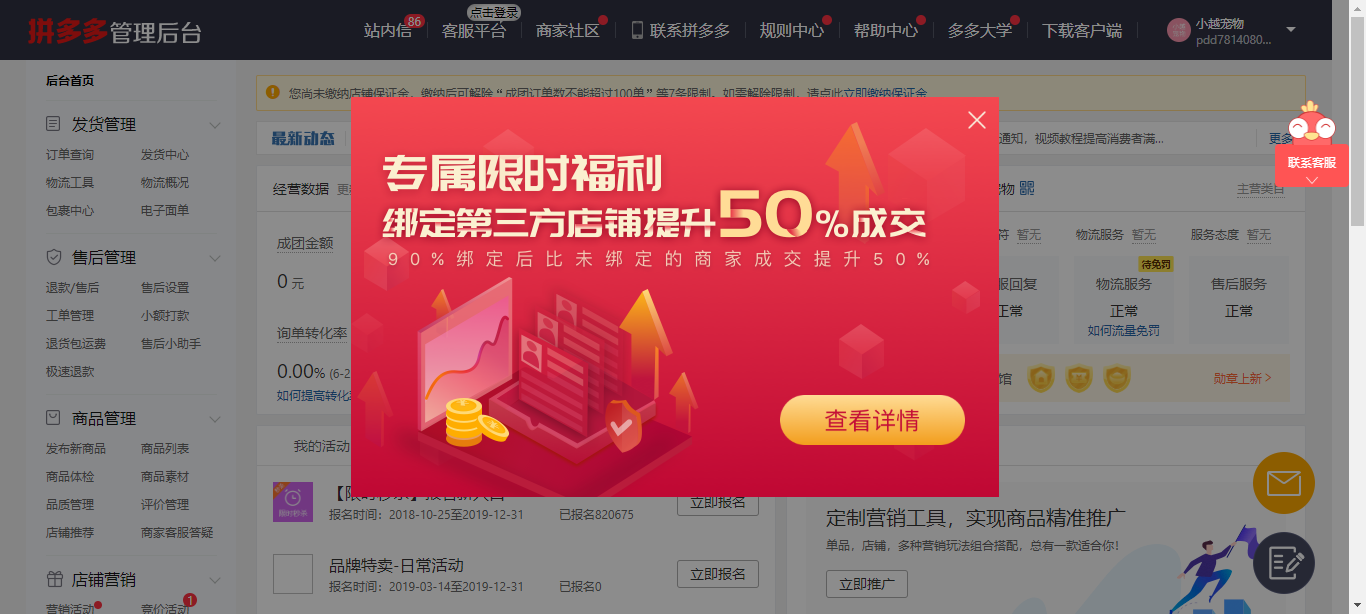 拼多多管理后台
站内信 86
点击登录
客服平台
商家社区
联系拼多多
规则中心
帮助中心
多多大学
下载客户端
小越宠物
pdd7814080...
后台首页
发货管理
订单查询 发货中心
物流工具 物流概况
包裹中心 电子面单
售后管理
退款/售后 售后设置
工单管理 小额打款
退货包运费 售后小助手
极速退款
商品管理
发布新商品 商品列表
商品体检 商品素材
品质管理 评价管理
店铺推荐 商家客服答疑
店铺营销
营销活动 竞价活动 1
您尚未缴纳店铺保证金，缴纳后可解除“成团订单数不能超过100单”等7条限制。如需解除限制，请点此立即缴纳保证金
最新动态
通知，视频教程提高消费者满...
更多
经营数据
成团金额
0 元
询单转化率
0.00% (6-2
如何提高转化
专属限时福利
绑定第三方店铺提升50%成交
90%绑定后比未绑定的商家成交提升50%
查看详情
物
主营类目
符 暂无
物流服务 暂无
服务态度 暂无
服回复
正常
待免罚
物流服务
正常
如何流量免罚
售后服务
正常
馆
勋章上新 >
联系客服
我的活动
限时秒杀
报名时间：2018-10-25至2019-12-31 已报名820675
立即报名
品牌特卖-日常活动
报名时间：2019-03-14至2019-12-31 已报名0
立即报名
定制营销工具，实现商品精准推广
单品，店铺，多种营销玩法组合搭配，总有一款适合你!
立即推广